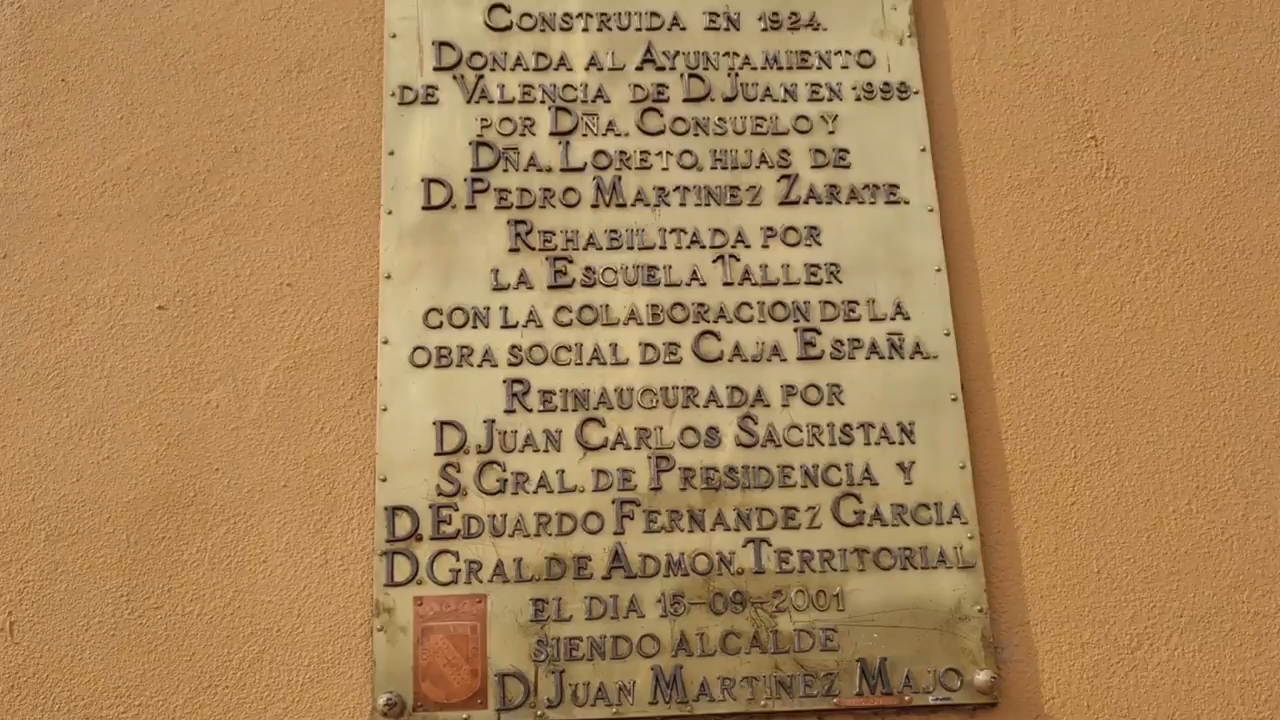 CONSTRUIDA EN 1924.
DONADA AL AYUNTAMIENTO
DE VALENCIA DE D. JUAN EN 1999
POR DÑA. CONSUELO Y
DÑA. LORETO, HIJAS DE
D. PEDRO MARTINEZ ZARATE.
REHABILITADA POR
LA ESCUELA TALLER
CON LA COLABORACION DE LA
OBRA SOCIAL DE CAJA ESPAÑA.
REINAUGURADA POR
D. JUAN CARLOS SACRISTAN
S. GRAL. DE PRESIDENCIA Y
D. EDUARDO FERNANDEZ GARCIA
D. GRAL. DE ADMON. TERRITORIAL
EL DIA 15-09-2001
SIENDO ALCALDE
D. JUAN MARTINEZ MAJO